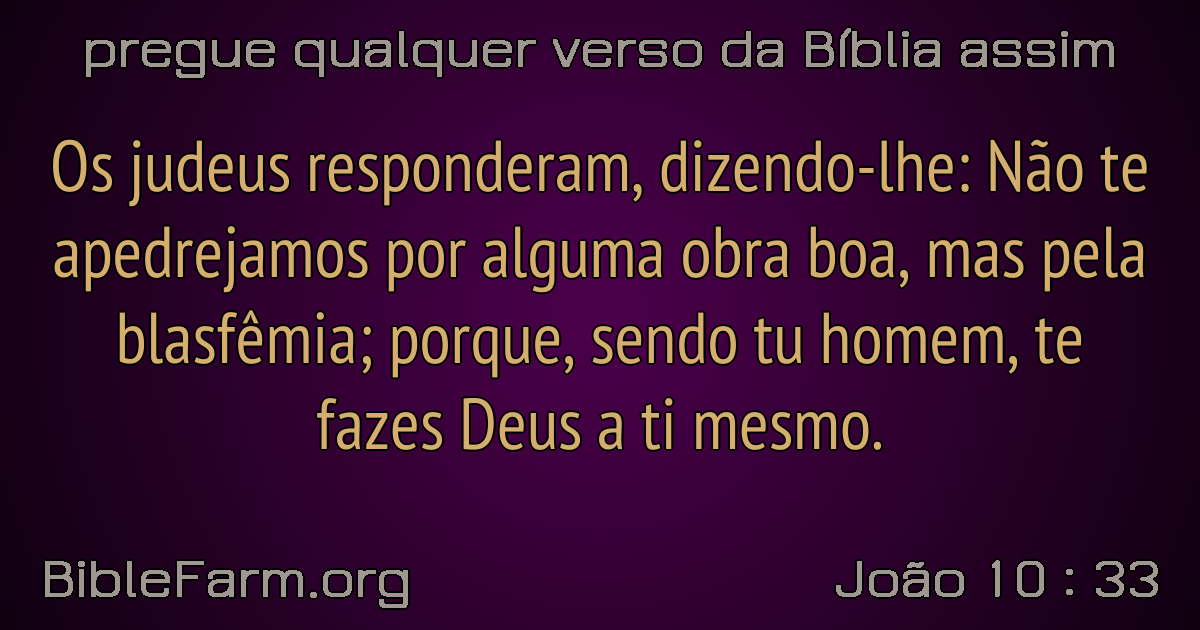 pregue qualquer verso da Bíblia assim
Os judeus responderam, dizendo-lhe: Não te
apedrejamos por alguma obra boa, mas pela
blasfêmia; porque, sendo tu homem, te
fazes Deus a ti mesmo.
BibleFarm.org
João 10 : 33